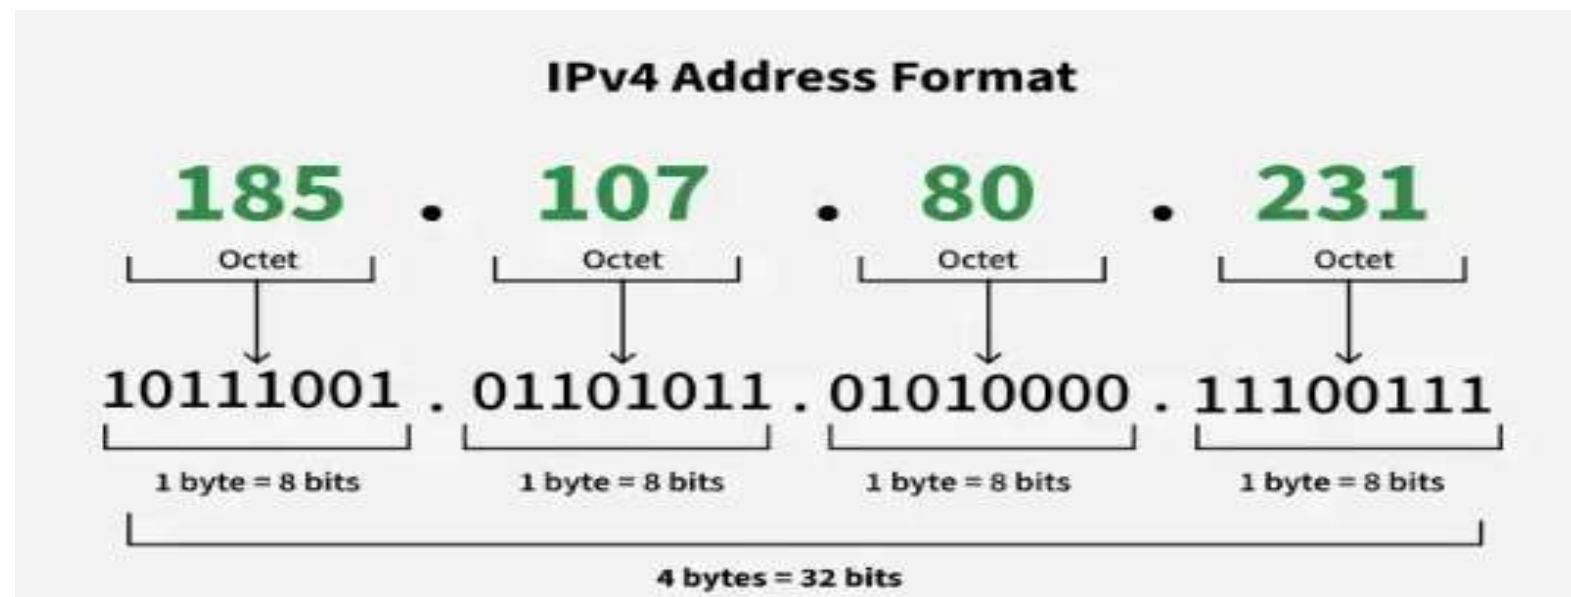 IPv4 Address Format
185 . 107 . 80 . 231
Octet Octet Octet Octet
10111001 . 01101011 . 01010000 . 11100111
1 byte = 8 bits 1 byte = 8 bits 1 byte = 8 bits 1 byte = 8 bits
4 bytes = 32 bits